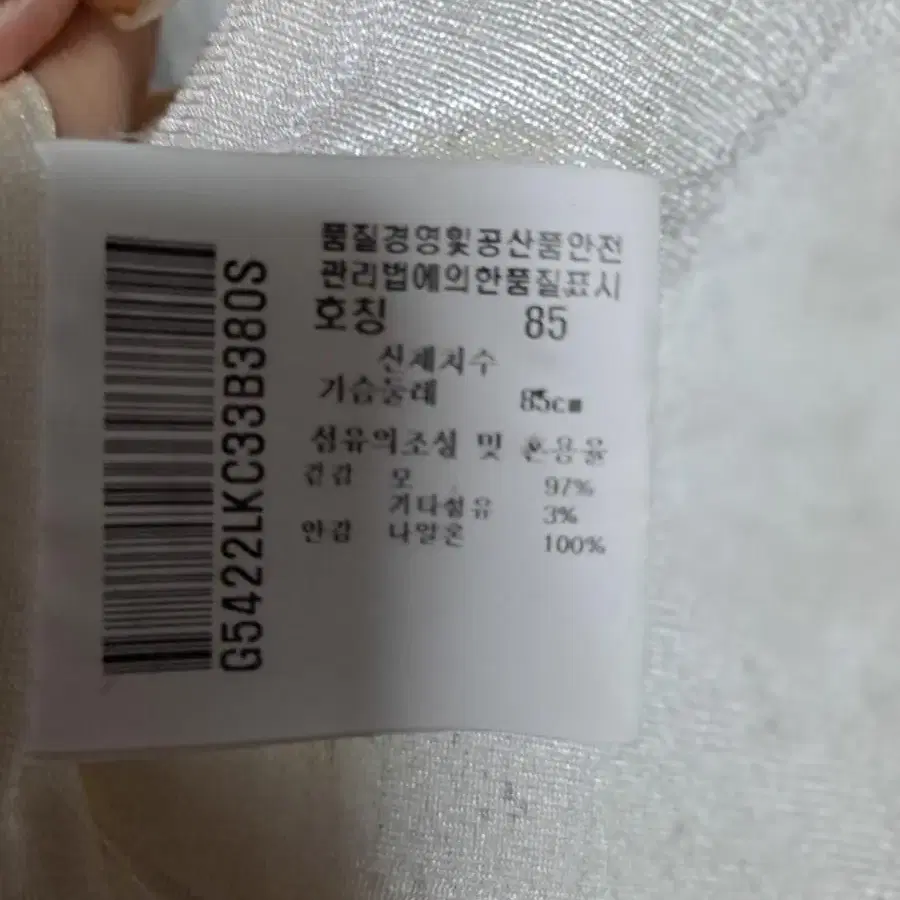 품질경영및공산품안전
관리법에의한품질표시
호칭 85
신체치수
가슴둘레 85cm
섬유의조성 및 혼용율
겉감 모 97%
기타섬유 3%
안감 나일론 100%
G5422LKC33B380S